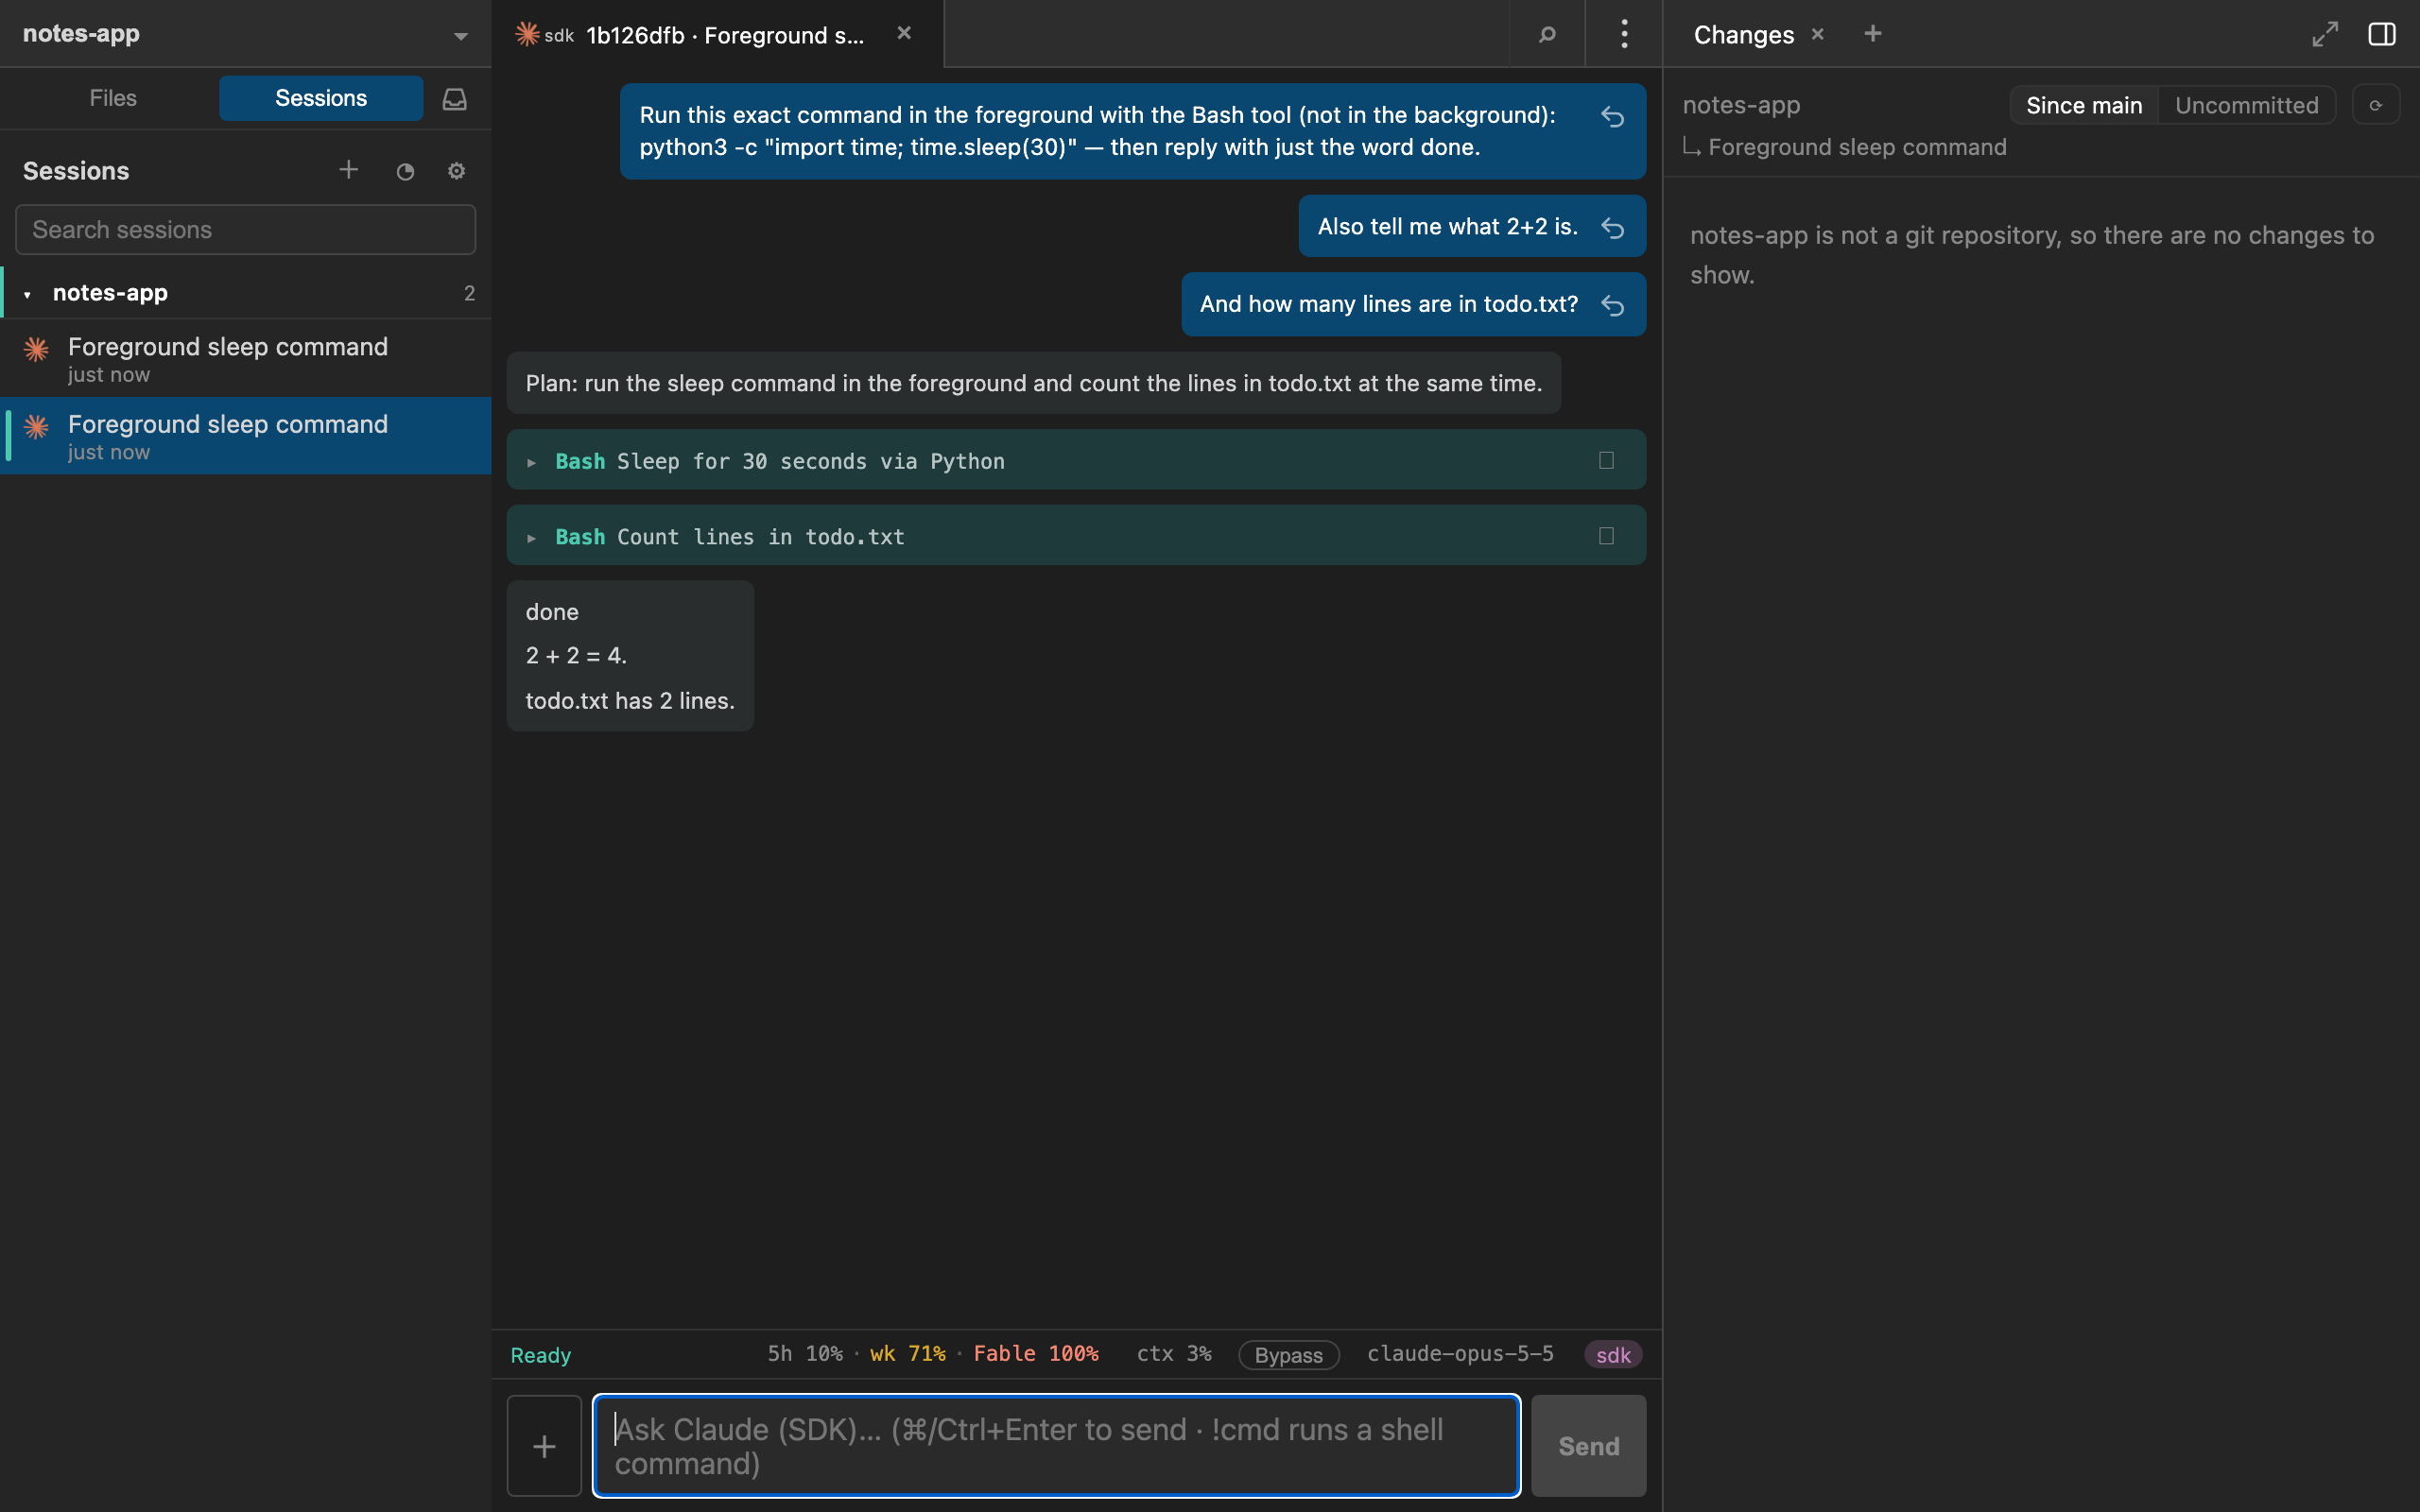 notes-app
Files
Sessions
Sessions
Search sessions
notes-app
2
Foreground sleep command
just now
Foreground sleep command
just now
sdk 1b126dfb · Foreground s...
Run this exact command in the foreground with the Bash tool (not in the background):
python3 -c "import time; time.sleep(30)" — then reply with just the word done.
Also tell me what 2+2 is.
And how many lines are in todo.txt?
Plan: run the sleep command in the foreground and count the lines in todo.txt at the same time.
Bash Sleep for 30 seconds via Python
Bash Count lines in todo.txt
done
2 + 2 = 4.
todo.txt has 2 lines.
Ready
5h 10% · wk 71% · Fable 100%
ctx 3%
Bypass
claude-opus-5-5
sdk
Ask Claude (SDK)... (⌘/Ctrl+Enter to send · !cmd runs a shell
command)
Send
Changes
notes-app
Since main
Uncommitted
Foreground sleep command
notes-app is not a git repository, so there are no changes to
show.